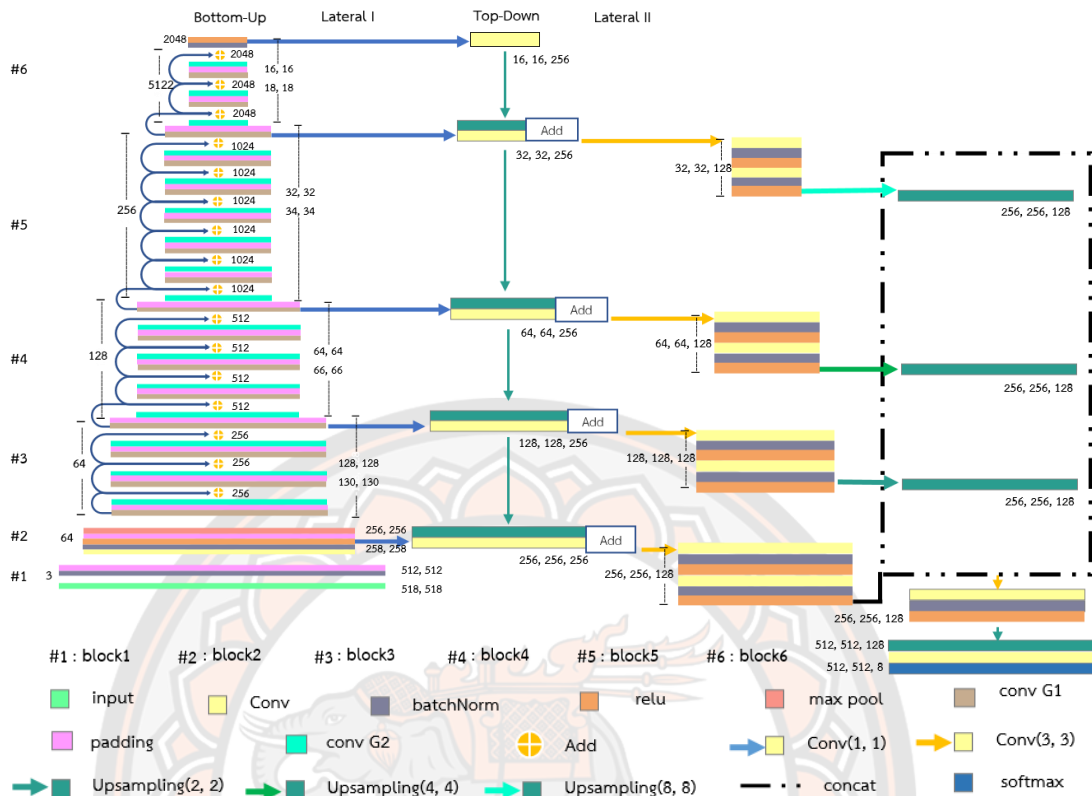 Bottom-Up Lateral I Top-Down Lateral II
2048
2048
16, 16
16, 16, 256
#6
5122
2048
18, 18
2048
Add
32, 32, 256
1024
32, 32, 128
1024
32, 32
256
1024
34, 34
256, 256, 128
#5
1024
1024
1024
Add
512
64, 64, 256
64, 64
64, 64, 128
#4
128
512
66, 66
512
256, 256, 128
512
Add
256
128, 128, 256
128, 128
128, 128, 128
#3
64
256
130, 130
256
256, 256, 128
#2
64
256, 256
258, 258
Add
256, 256, 256
#1
3
512, 512
518, 518
256, 256, 128
256, 256, 128
512, 512, 128
512, 512, 8
#1 : block1 #2 : block2 #3 : block3 #4 : block4 #5 : block5 #6 : block6
input Conv batchNorm relu max pool conv G1
padding conv G2 Add Conv(1, 1) Conv(3, 3)
Upsampling(2, 2) Upsampling(4, 4) Upsampling(8, 8) concat softmax